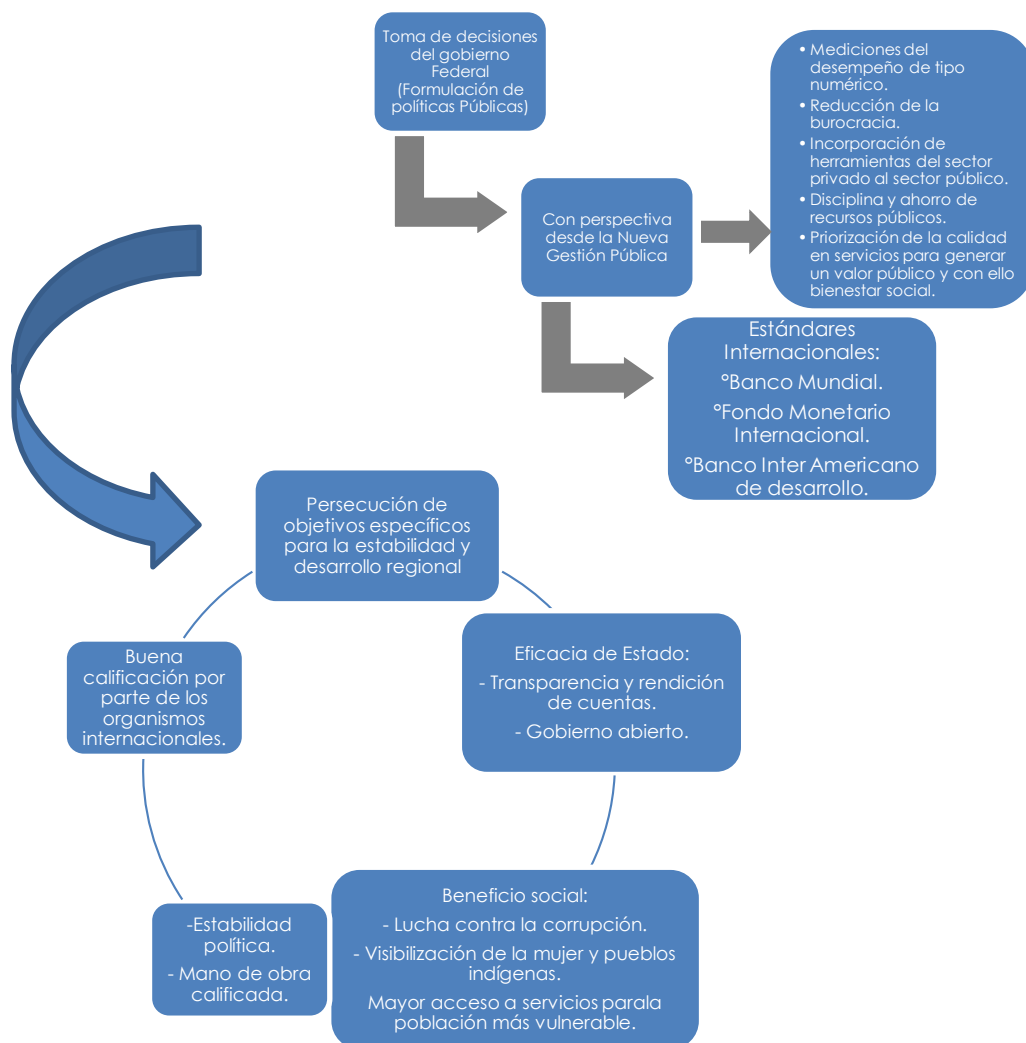 Toma de decisiones
del gobierno
Federal
(Formulación de
políticas Públicas)
• Mediciones del
desempeño de tipo
numérico.
• Reducción de la
burocracia.
• Incorporación de
herramientas del sector
privado al sector público.
• Disciplina y ahorro de
recursos públicos.
• Priorización de la calidad
en servicios para generar
un valor público y con ello
bienestar social.
Con perspectiva
desde la Nueva
Gestión Pública
Estándares
Internacionales:
°Banco Mundial.
°Fondo Monetario
Internacional.
°Banco Inter Americano
de desarrollo.
Persecución de
objetivos específicos
para la estabilidad y
desarrollo regional
Eficacia de Estado:
- Transparencia y rendición
de cuentas.
- Gobierno abierto.
Beneficio social:
- Lucha contra la corrupción.
- Visibilización de la mujer y pueblos
indígenas.
Mayor acceso a servicios parala
población más vulnerable.
-Estabilidad
política.
- Mano de obra
calificada.
Buena
calificación por
parte de los
organismos
internacionales.